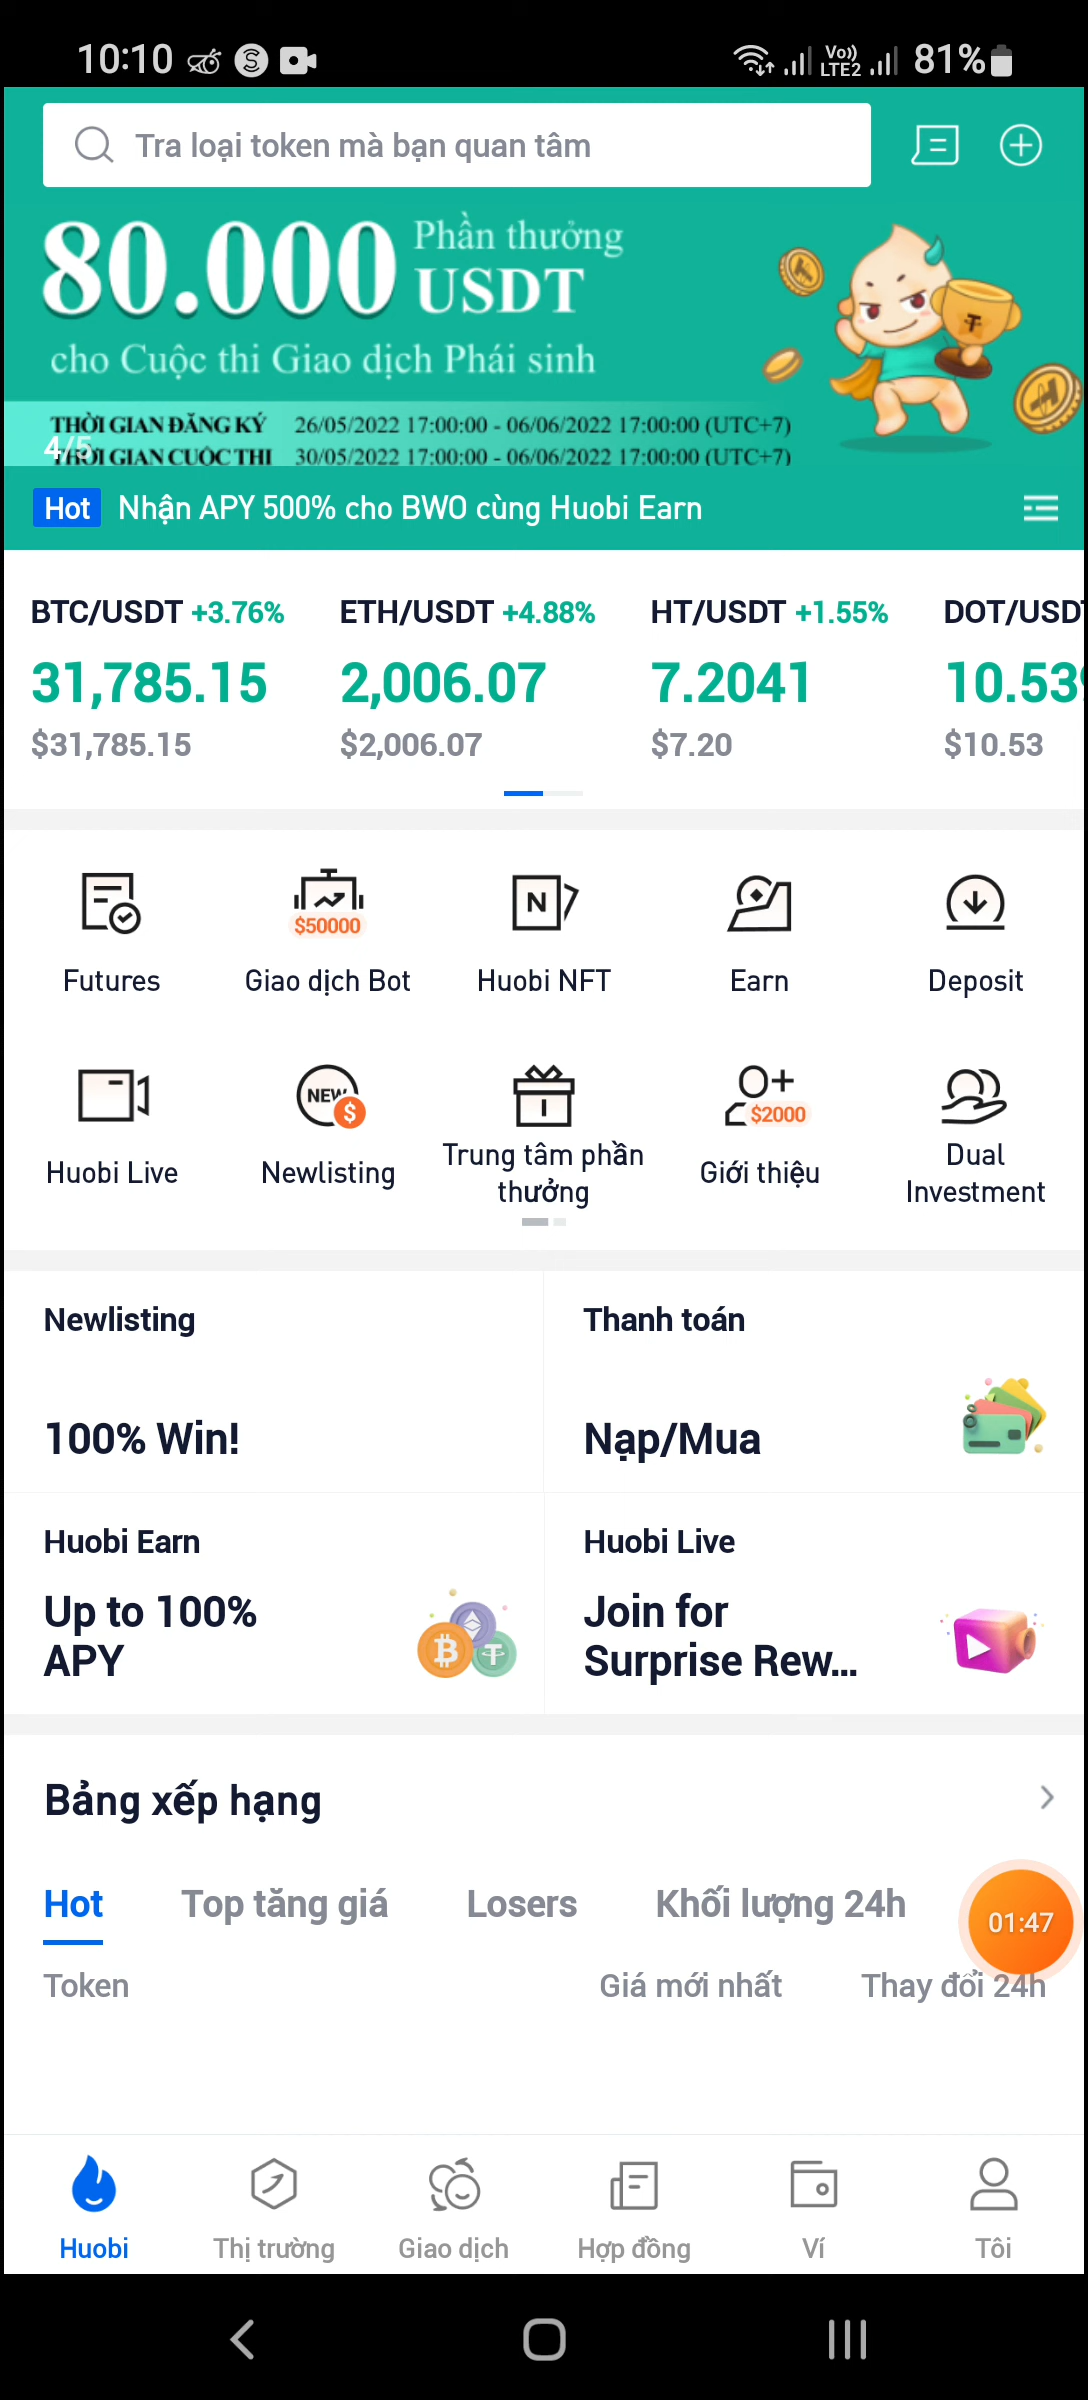 10:10 Vo)) LTE2 81%
Tra loại token mà bạn quan tâm
80.000 Phần thưởng USDT
cho Cuộc thi Giao dịch Phái sinh
THỜI GIAN ĐĂNG KÝ 26/05/2022 17:00:00 - 06/06/2022 17:00:00 (UTC+7)
4/5
THỜI GIAN CUỘC THI 30/05/2022 17:00:00 - 06/06/2022 17:00:00 (UTC+7)
Hot Nhận APY 500% cho BWO cùng Huobi Earn
BTC/USDT +3.76% ETH/USDT +4.88% HT/USDT +1.55% DOT/USDT
31,785.15 2,006.07 7.2041 10.539
$31,785.15 $2,006.07 $7.20 $10.53
N
$50000
Futures Giao dịch Bot Huobi NFT Earn Deposit
NEW $ $2000
Huobi Live Newlisting Trung tâm phần thưởng Giới thiệu Dual Investment
Newlisting Thanh toán
100% Win! Nạp/Mua
Huobi Earn Huobi Live
Up to 100% Join for
APY Surprise Rew...
Bảng xếp hạng
Hot Top tăng giá Losers Khối lượng 24h
01:47
Token Giá mới nhất Thay đổi 24h
Huobi Thị trường Giao dịch Hợp đồng Ví Tôi